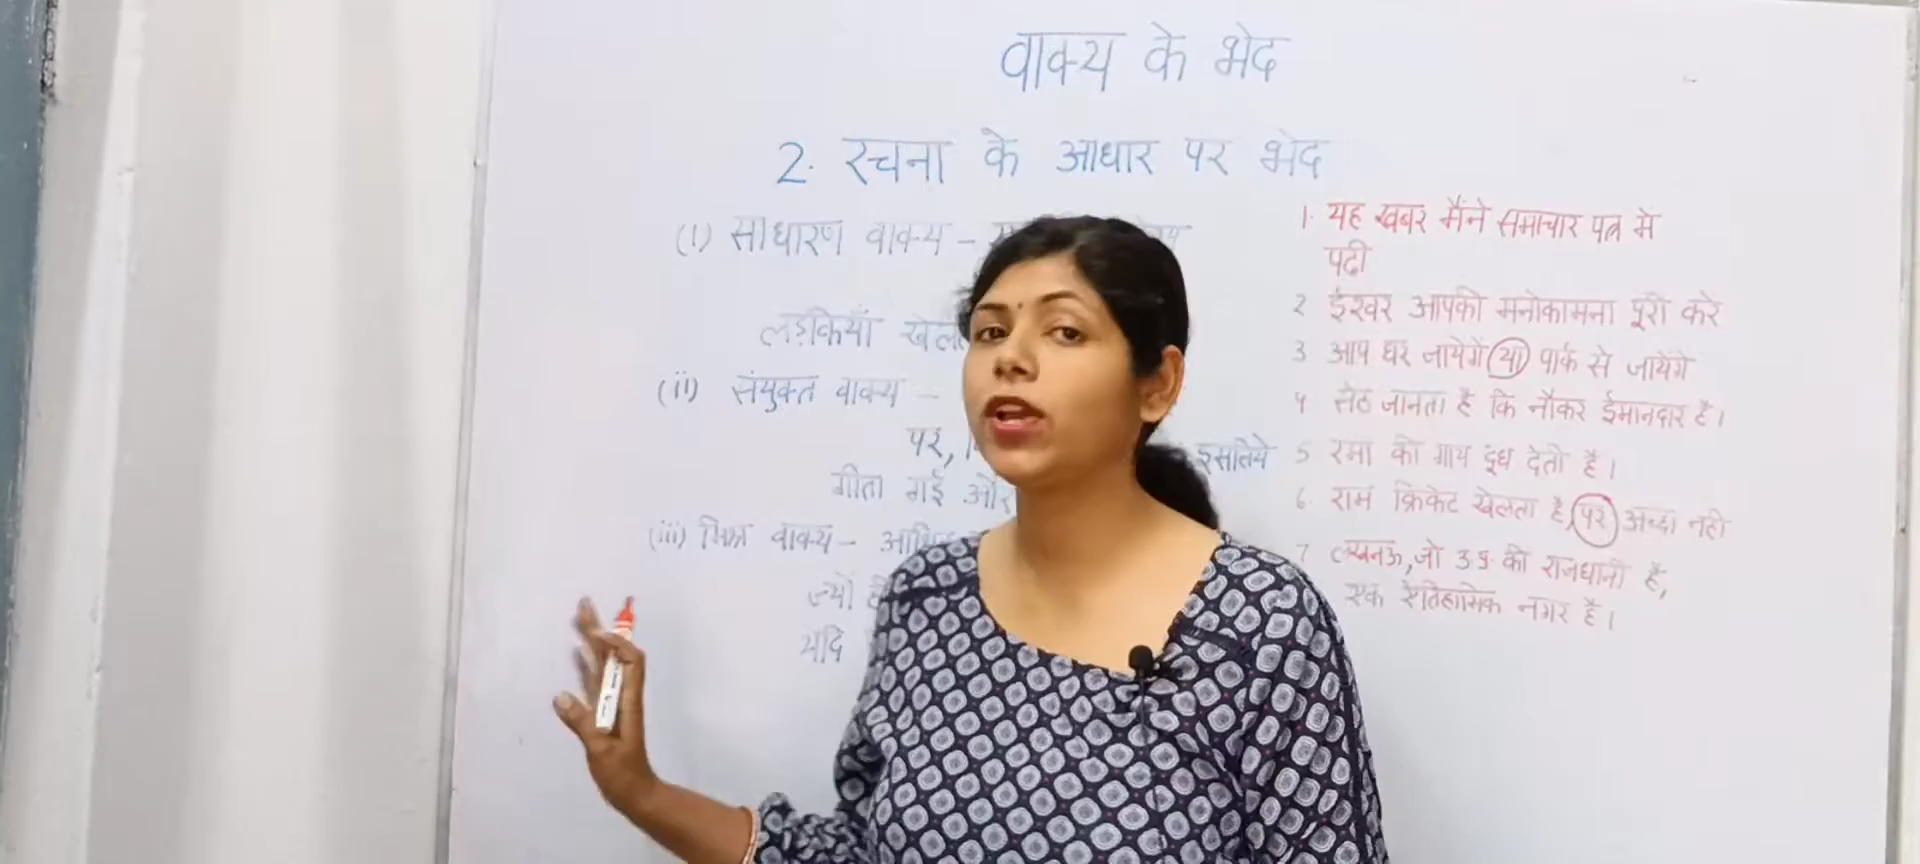 वाक्य के भेद
2. रचना के आधार पर भेद
(i) साधारण वाक्य -
लड़कियाँ
(ii) संयुक्त वाक्य -
पर, इसलिये
गीता गई और
(iii) मिश्र वाक्य -
ज्यों
यदि
1. यह खबर मैंने समाचार पत्र में
पढ़ी
2 ईश्वर आपकी मनोकामना पूरी करे
3 आप घर जायेगें या पार्क से जायेंगे
4 सेठ जानता है कि नौकर ईमानदार है।
5 रमा की गाय दूध देती है।
6. राम क्रिकेट खेलता है, पर अच्छा नहीं
7 लखनऊ, जो उ.प्र. की राजधानी है,
एक ऐतिहासिक नगर है।